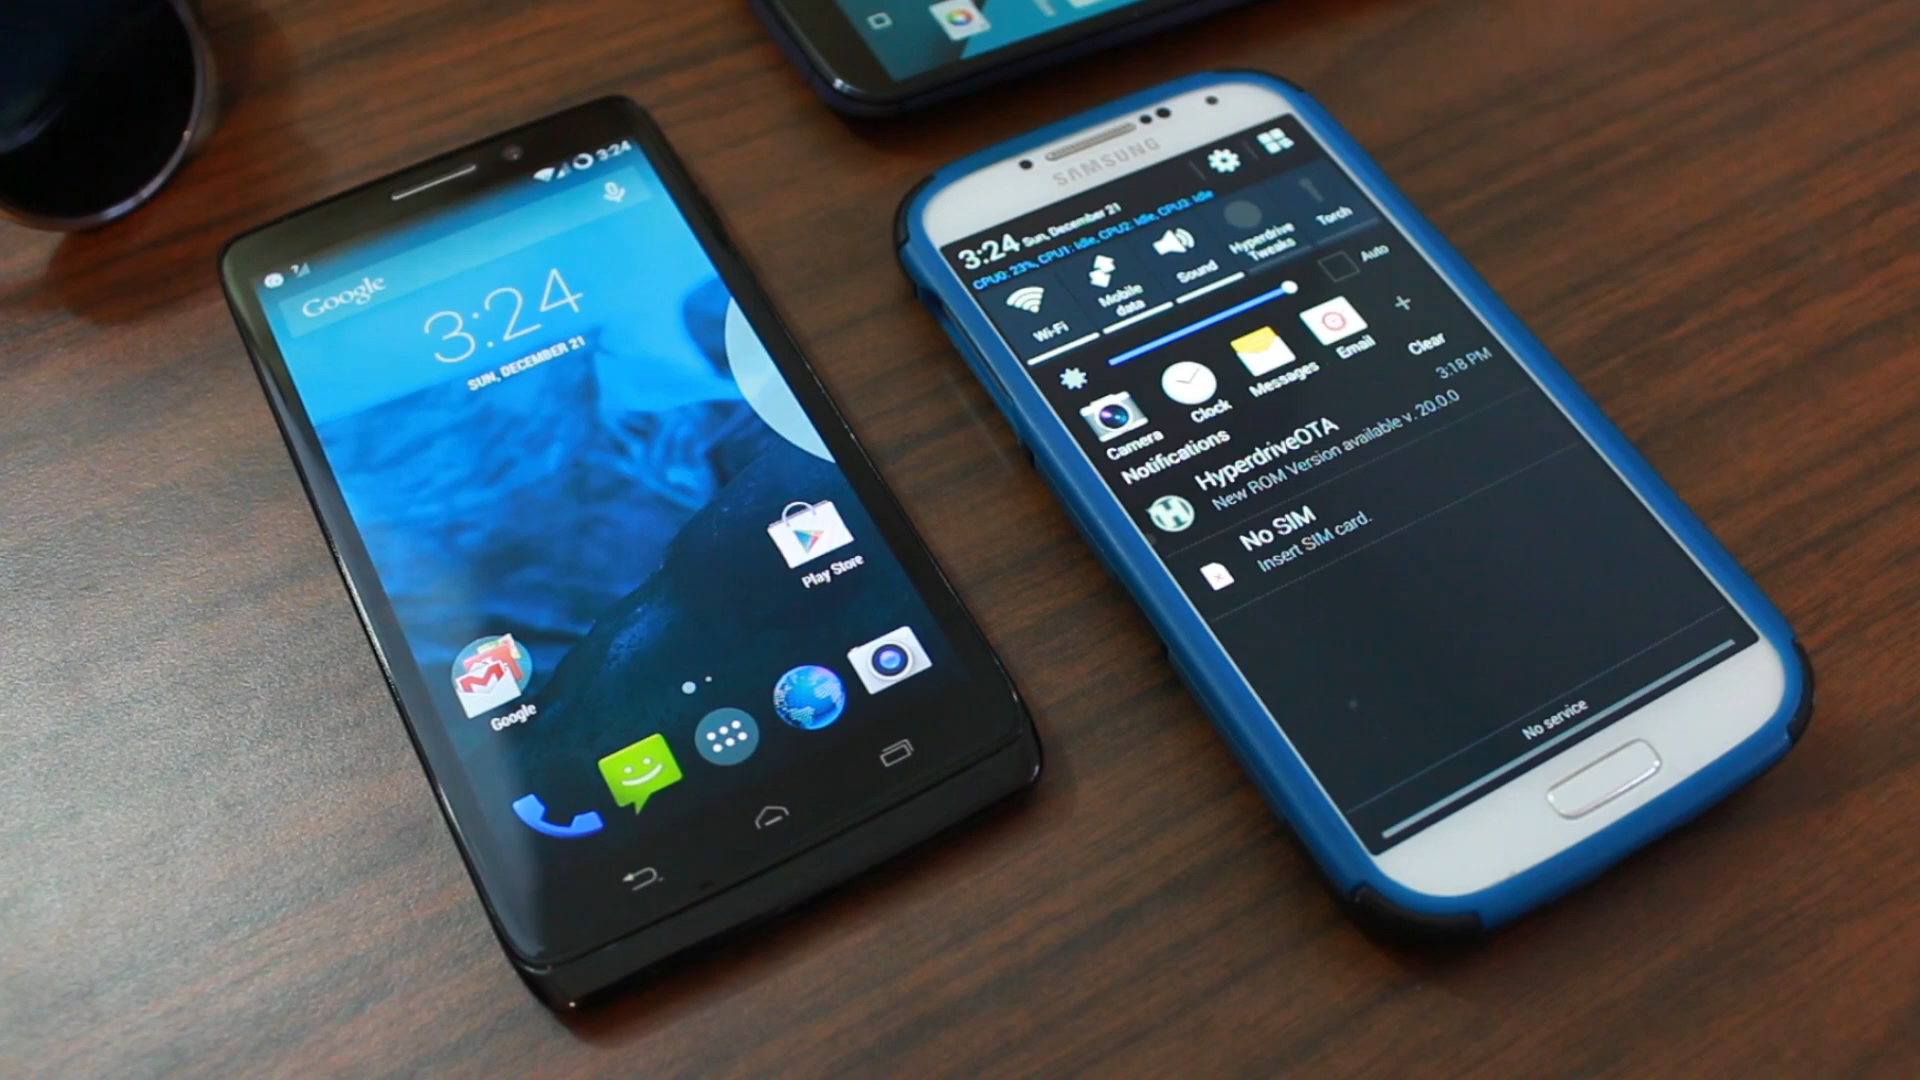 3:24
Google
3:24
SUN, DECEMBER 21
Play Store
Google
SAMSUNG
3:24 Sun, December 21
CPU0: 23%, CPU1: Idle, CPU2: Idle, CPU3: Idle
Wi-Fi
Mobile
data
Sound
Hyperdrive
Tweaks
Torch
Auto
Camera
Clock
Messages
Email
Notifications
Clear
HyperdriveOTA
3:18 PM
New ROM Version available v. 20.0.0
No SIM
Insert SIM card.
No service